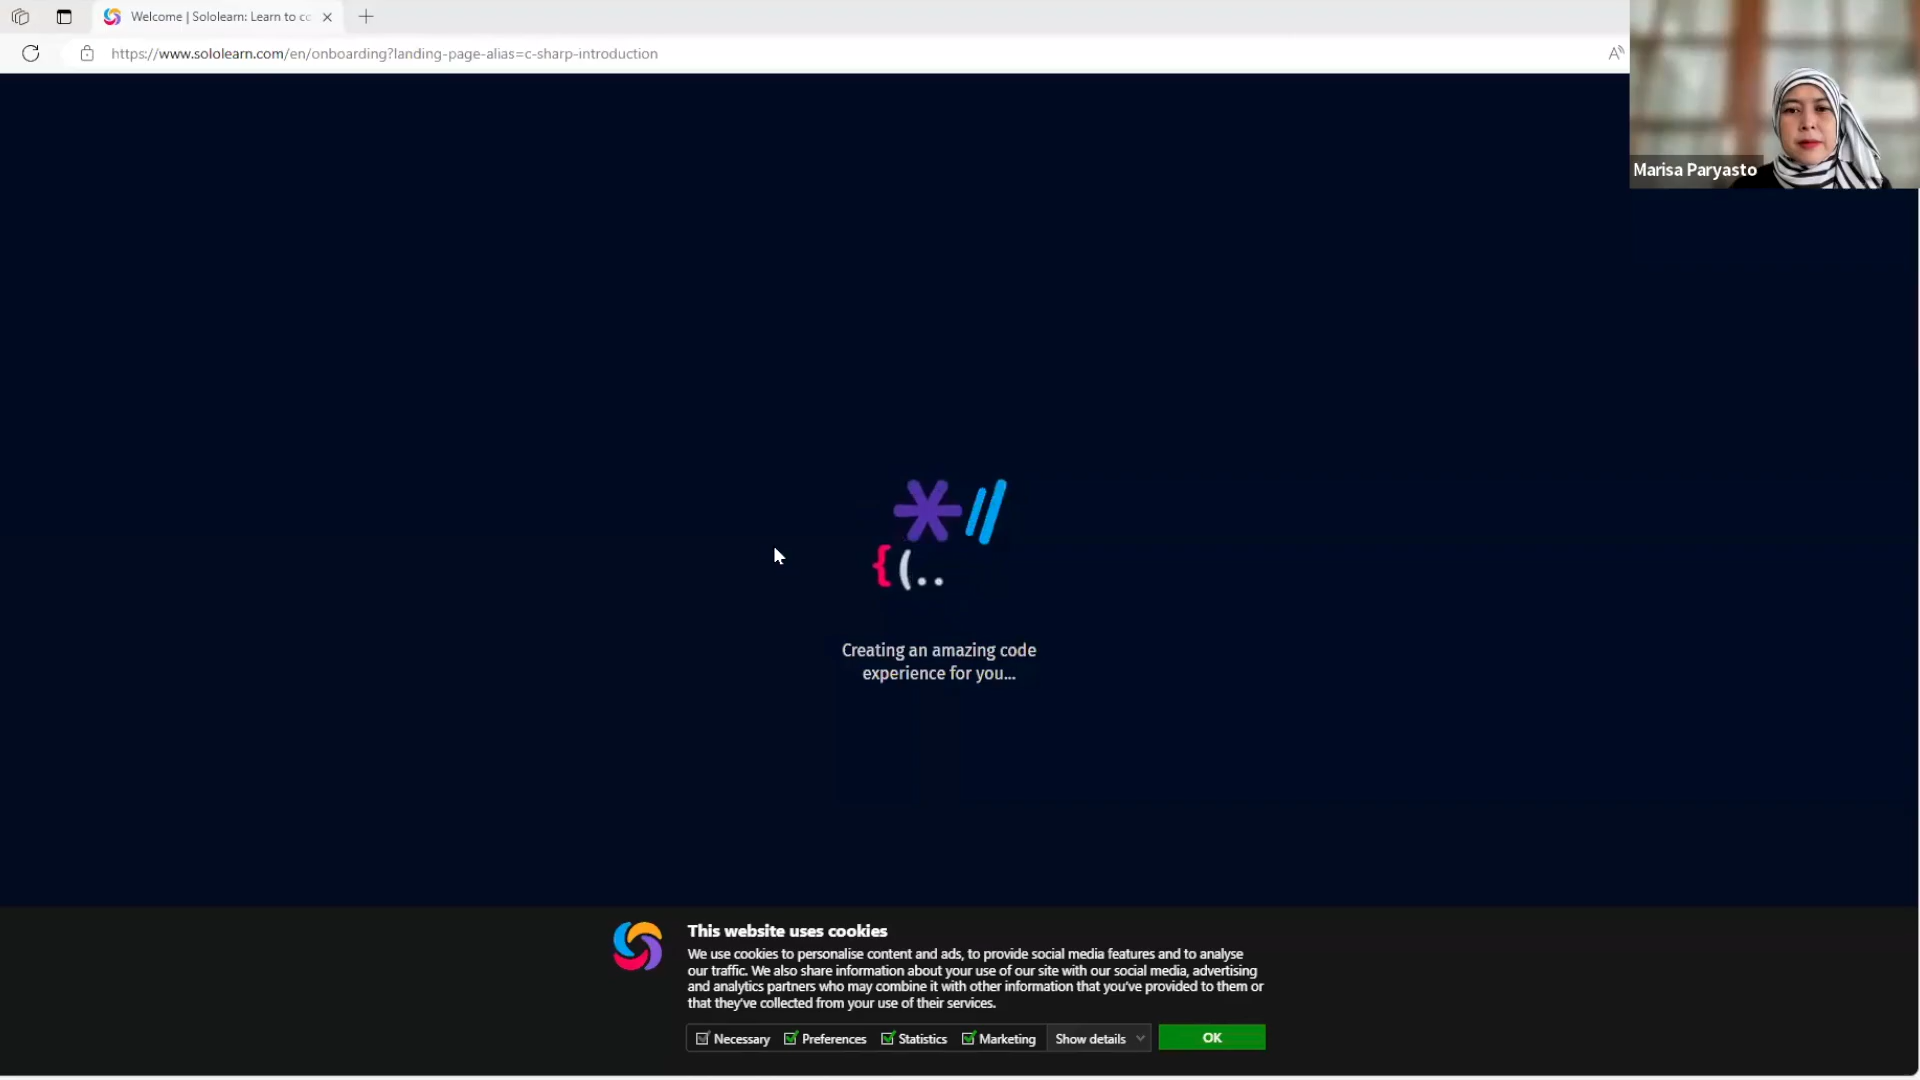 Welcome | Sololearn: Learn to co
https://www.sololearn.com/en/onboarding?landing-page-alias=c-sharp-introduction
Marisa Paryasto
Creating an amazing code
experience for you...
This website uses cookies
We use cookies to personalise content and ads, to provide social media features and to analyse
our traffic. We also share information about your use of our site with our social media, advertising
and analytics partners who may combine it with other information that you've provided to them or
that they've collected from your use of their services.
Necessary Preferences Statistics Marketing Show details OK